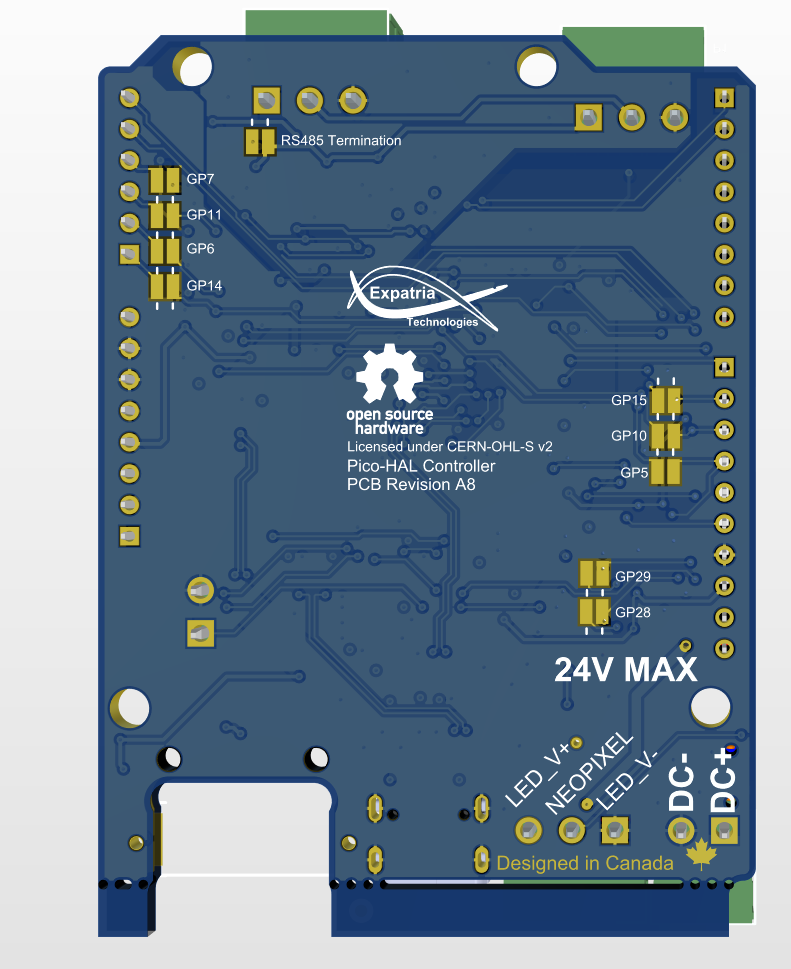 RS485 Termination
GP7
GP11
GP6
GP14
Expatria
Technologies
open source
hardware
Licensed under CERN-OHL-S v2
Pico-HAL Controller
PCB Revision A8
GP15
GP10
GP5
GP29
GP28
24V MAX
LED_V+
NEOPIXEL
LED_V-
DC-
DC+
Designed in Canada